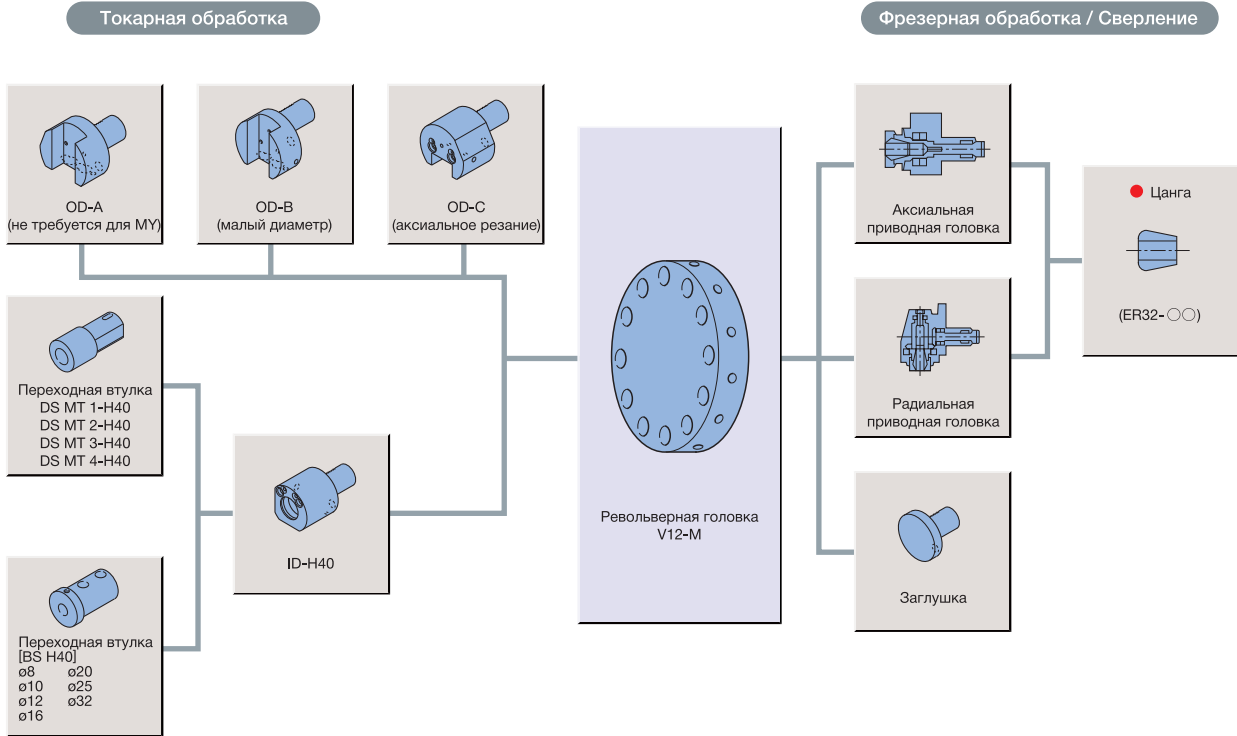 Токарная обработка
Фрезерная обработка / Сверление
OD-A
(не требуется для MY)
OD-B
(малый диаметр)
OD-C
(аксиальное резание)
Переходная втулка
DS MT 1-H40
DS MT 2-H40
DS MT 3-H40
DS MT 4-H40
ID-H40
Переходная втулка
[BS H40]
ø8 ø20
ø10 ø25
ø12 ø32
ø16
Револьверная головка
V12-M
Аксиальная
приводная головка
Радиальная
приводная головка
Заглушка
Цанга
(ER32-○○)